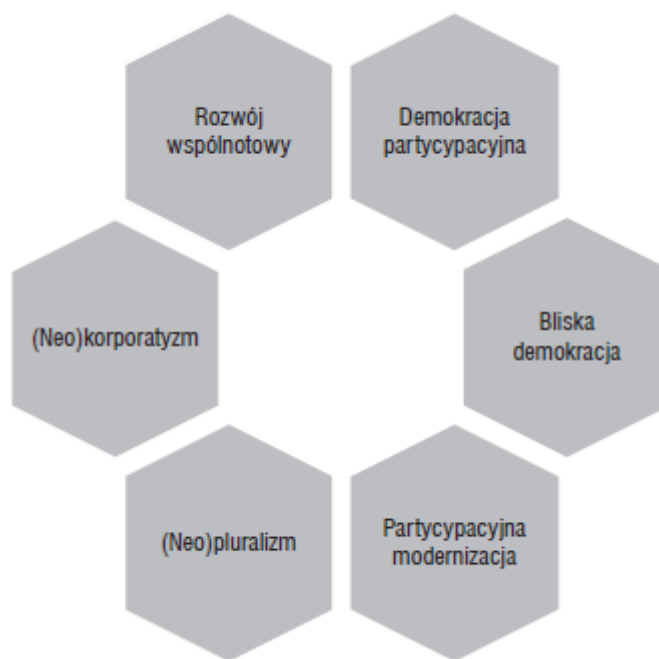 Rozwój
wspólnotowy
Demokracja
partycypacyjna
(Neo)korporatyzm
Bliska
demokracja
(Neo)pluralizm
Partycypacyjna
modernizacja